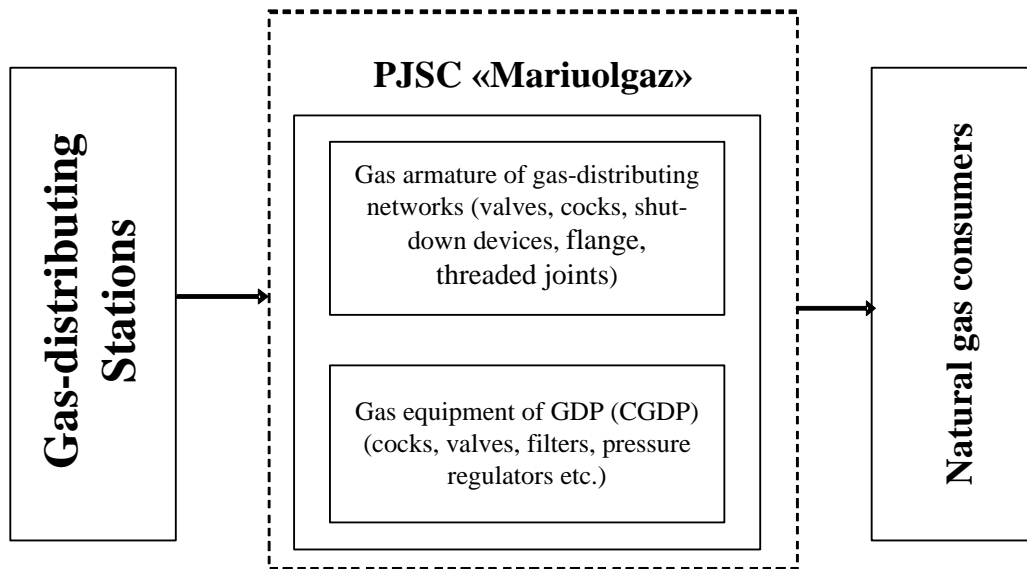 Gas-distributing
Stations
PJSC «Mariuolgaz»
Gas armature of gas-distributing
networks (valves, cocks, shut-
down devices, flange,
threaded joints)
Gas equipment of GDP (CGDP)
(cocks, valves, filters, pressure
regulators etc.)
Natural gas consumers